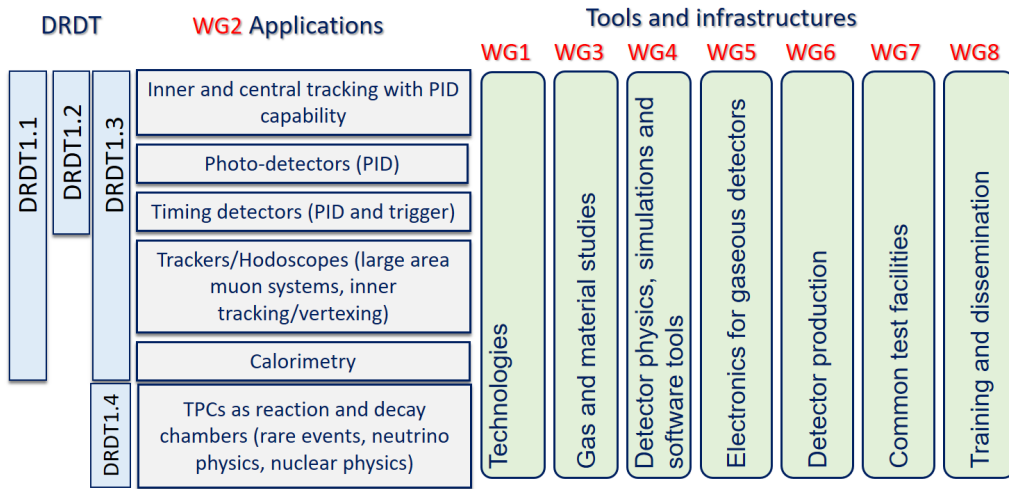 DRDT
WG2 Applications
Tools and infrastructures
WG1
WG3
WG4
WG5
WG6
WG7
WG8
DRDT1.1
DRDT1.2
DRDT1.3
DRDT1.4
Inner and central tracking with PID
capability
Photo-detectors (PID)
Timing detectors (PID and trigger)
Trackers/Hodoscopes (large area
muon systems, inner
tracking/vertexing)
Calorimetry
TPCs as reaction and decay
chambers (rare events, neutrino
physics, nuclear physics)
Technologies
Gas and material studies
Detector physics, simulations and
software tools
Electronics for gaseous detectors
Detector production
Common test facilities
Training and dissemination